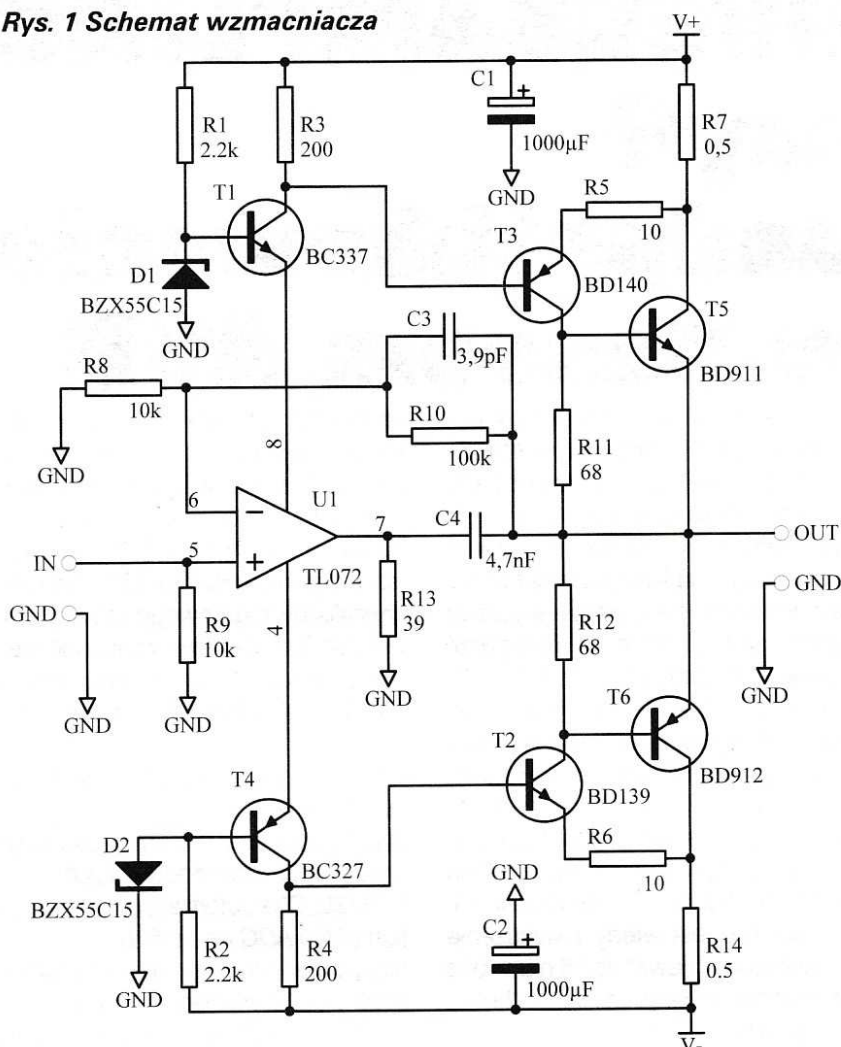 Rys. 1 Schemat wzmacniacza
V+
C1
+
1000µF
GND
R1
2.2k
R3
200
R7
0,5
T1
BC337
R5
10
T3
BD140
D1
BZX55C15
GND
T5
BD911
C3
3,9pF
R8
10k
GND
R10
100k
R11
68
8
6
U1
7
C4
4,7nF
OUT
IN
5
TL072
GND
GND
R9
10k
4
R13
39
R12
68
GND
GND
GND
GND
T6
BD912
T4
BC327
T2
BD139
D2
BZX55C15
R6
10
GND
R2
2.2k
R4
200
C2
+
1000µF
R14
0.5
GND
V-